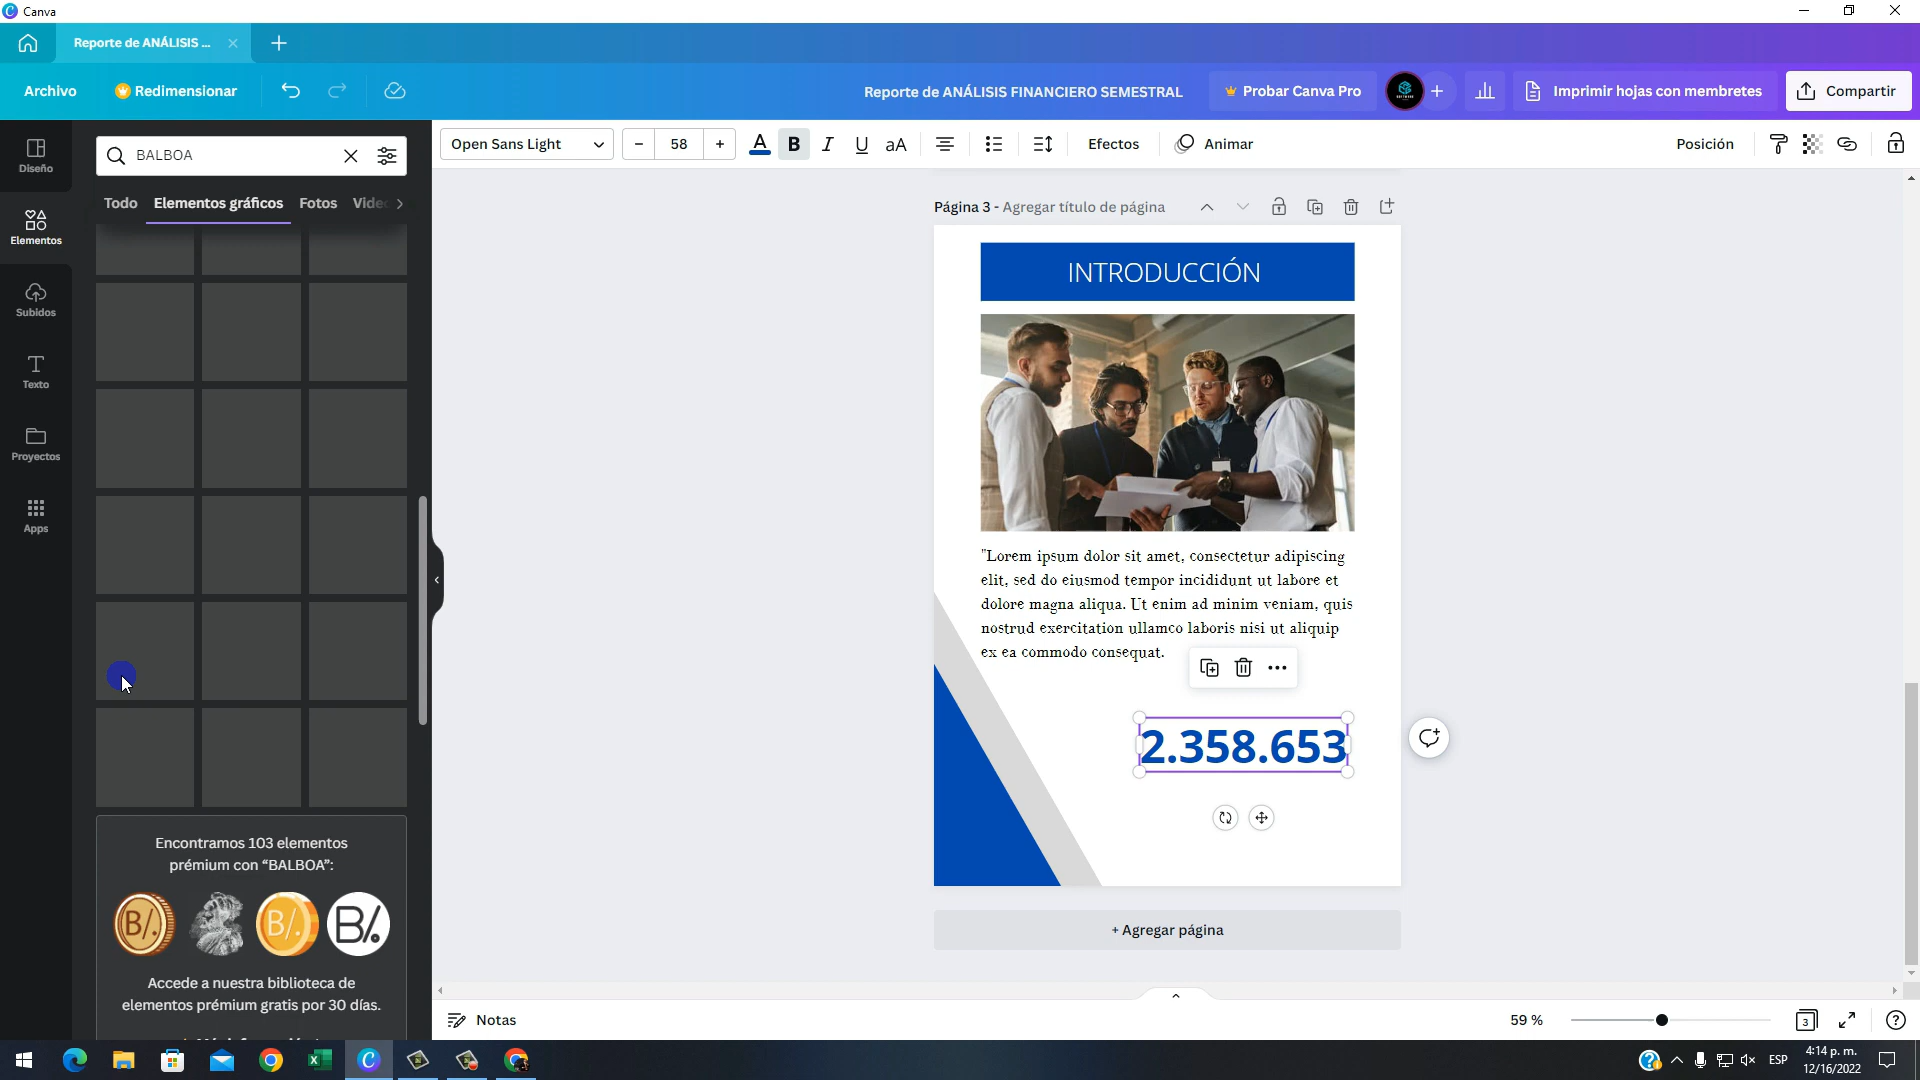 Canva
Reporte de ANÁLISIS ...
Archivo
Redimensionar
Reporte de ANÁLISIS FINANCIERO SEMESTRAL
Probar Canva Pro
Imprimir hojas con membretes
Compartir
Diseño
Elementos
Subidos
Texto
Proyectos
Apps
BALBOA
Todo
Elementos gráficos
Fotos
Open Sans Light
58
B
I
U
aA
Efectos
Animar
Posición
Página 3 - Agregar título de página
INTRODUCCIÓN
"Lorem ipsum dolor sit amet, consectetur adipiscing
elit, sed do eiusmod tempor incididunt ut labore et
dolore magna aliqua. Ut enim ad minim veniam, quis
nostrud exercitation ullamco laboris nisi ut aliquip
ex ea commodo consequat.
2.358.653
+ Agregar página
Encontramos 103 elementos
prémium con “BALBOA”:
B/.
B/.
B/.
Accede a nuestra biblioteca de
elementos prémium gratis por 30 días.
Notas
59 %
3
ESP
4:14 p. m.
12/16/2022